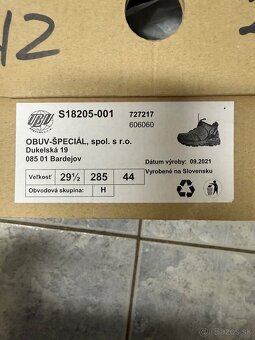 42
S18205-001
727217
606060
OBUV-ŠPECIÁL, spol. s r.o.
Dukelská 19
085 01 Bardejov
Dátum výroby: 09.2021
Vyrobené na Slovensku
Veľkosť 29½ 285 44
Obvodová skupina: H
Bazos.sk